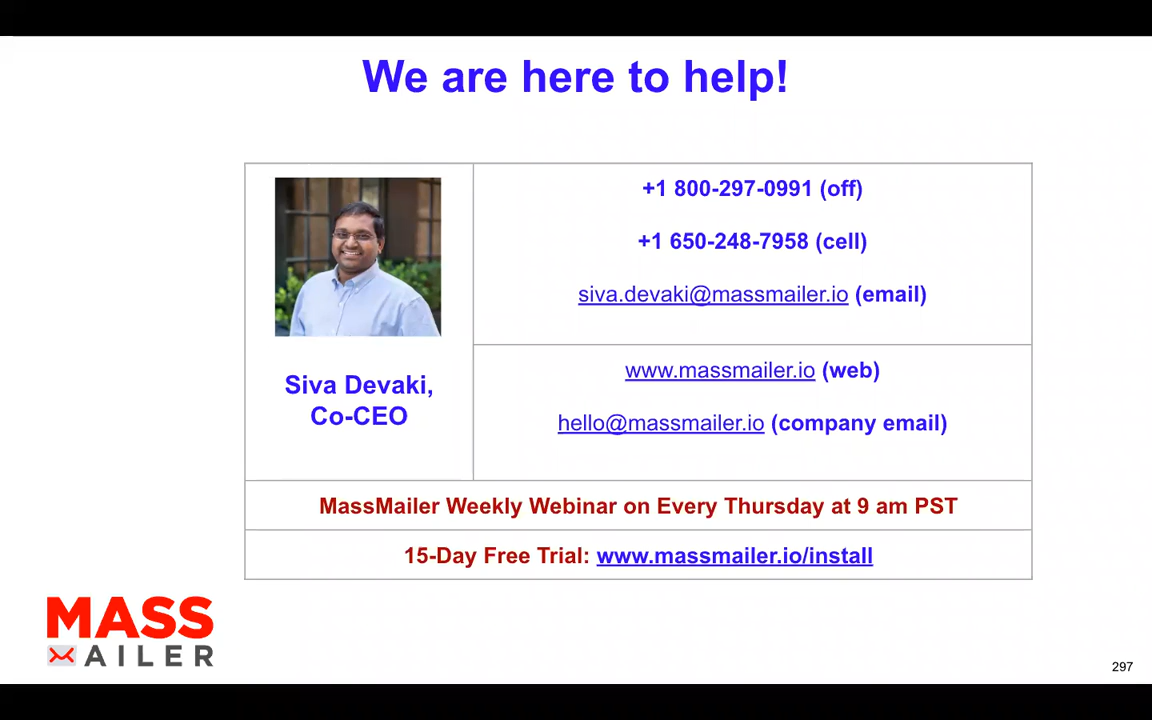 We are here to help!
+1 800-297-0991 (off)
+1 650-248-7958 (cell)
siva.devaki@massmailer.io (email)
Siva Devaki,
Co-CEO
www.massmailer.io (web)
hello@massmailer.io (company email)
MassMailer Weekly Webinar on Every Thursday at 9 am PST
15-Day Free Trial: www.massmailer.io/install
MASS
AILER
297